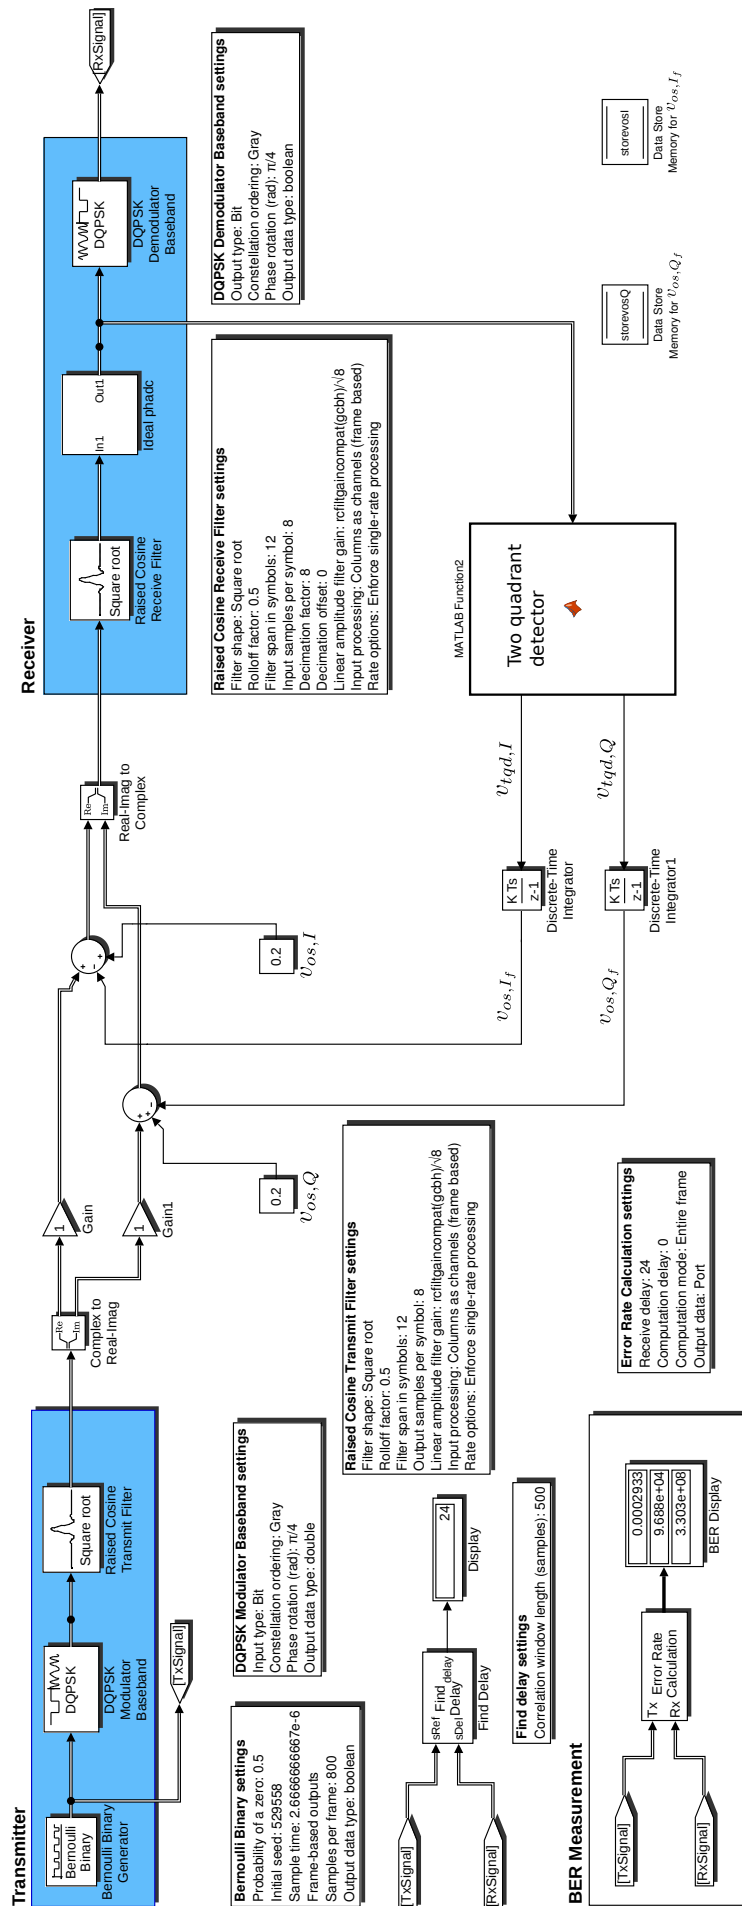 Transmitter
Bernoulli
Binary
Bernoulli Binary
Generator
DQPSK
DQPSK
Modulator
Baseband
Square root
Raised Cosine
Transmit Filter
[TxSignal]
Re
Im
Complex to
Real-Imag
1
Gain
1
Gain1
0.2
v_{os,Q}
0.2
v_{os,I}
Re
Im
Real-Imag to
Complex
Receiver
Square root
Raised Cosine
Receive Filter
In1
Out1
Ideal phadc
DQPSK
DQPSK
Demodulator
Baseband
[RxSignal]
Bernoulli Binary settings
Probability of a zero: 0.5
Initial seed: 529558
Sample time: 2.6666666667e-6
Frame-based outputs
Samples per frame: 800
Output data type: boolean
DQPSK Modulator Baseband settings
Input type: Bit
Constellation ordering: Gray
Phase rotation (rad): π/4
Output data type: double
Raised Cosine Transmit Filter settings
Filter shape: Square root
Rolloff factor: 0.5
Filter span in symbols: 12
Output samples per symbol: 8
Linear amplitude filter gain: rcfiltgaincompat(gcbh)/√8
Input processing: Columns as channels (frame based)
Rate options: Enforce single-rate processing
Raised Cosine Receive Filter settings
Filter shape: Square root
Rolloff factor: 0.5
Filter span in symbols: 12
Input samples per symbol: 8
Decimation factor: 8
Decimation offset: 0
Linear amplitude filter gain: rcfiltgaincompat(gcbh)/√8
Input processing: Columns as channels (frame based)
Rate options: Enforce single-rate processing
DQPSK Demodulator Baseband settings
Output type: Bit
Constellation ordering: Gray
Phase rotation (rad): π/4
Output data type: boolean
[TxSignal]
[RxSignal]
sRef
sDel
Find
Delay
delay
Find Delay
24
Display
Find delay settings
Correlation window length (samples): 500
v_{os,I_f}
K Ts
z-1
Discrete-Time
Integrator
v_{tqd,I}
v_{os,Q_f}
K Ts
z-1
Discrete-Time
Integrator1
v_{tqd,Q}
MATLAB Function2
Two quadrant
detector
storevosQ
Data Store
Memory for v_{os,Q_f}
storevosI
Data Store
Memory for v_{os,I_f}
BER Measurement
[TxSignal]
[RxSignal]
Tx
Rx
Error Rate
Calculation
0.0002933
9.688e+04
3.303e+08
BER Display
Error Rate Calculation settings
Receive delay: 24
Computation delay: 0
Computation mode: Entire frame
Output data: Port